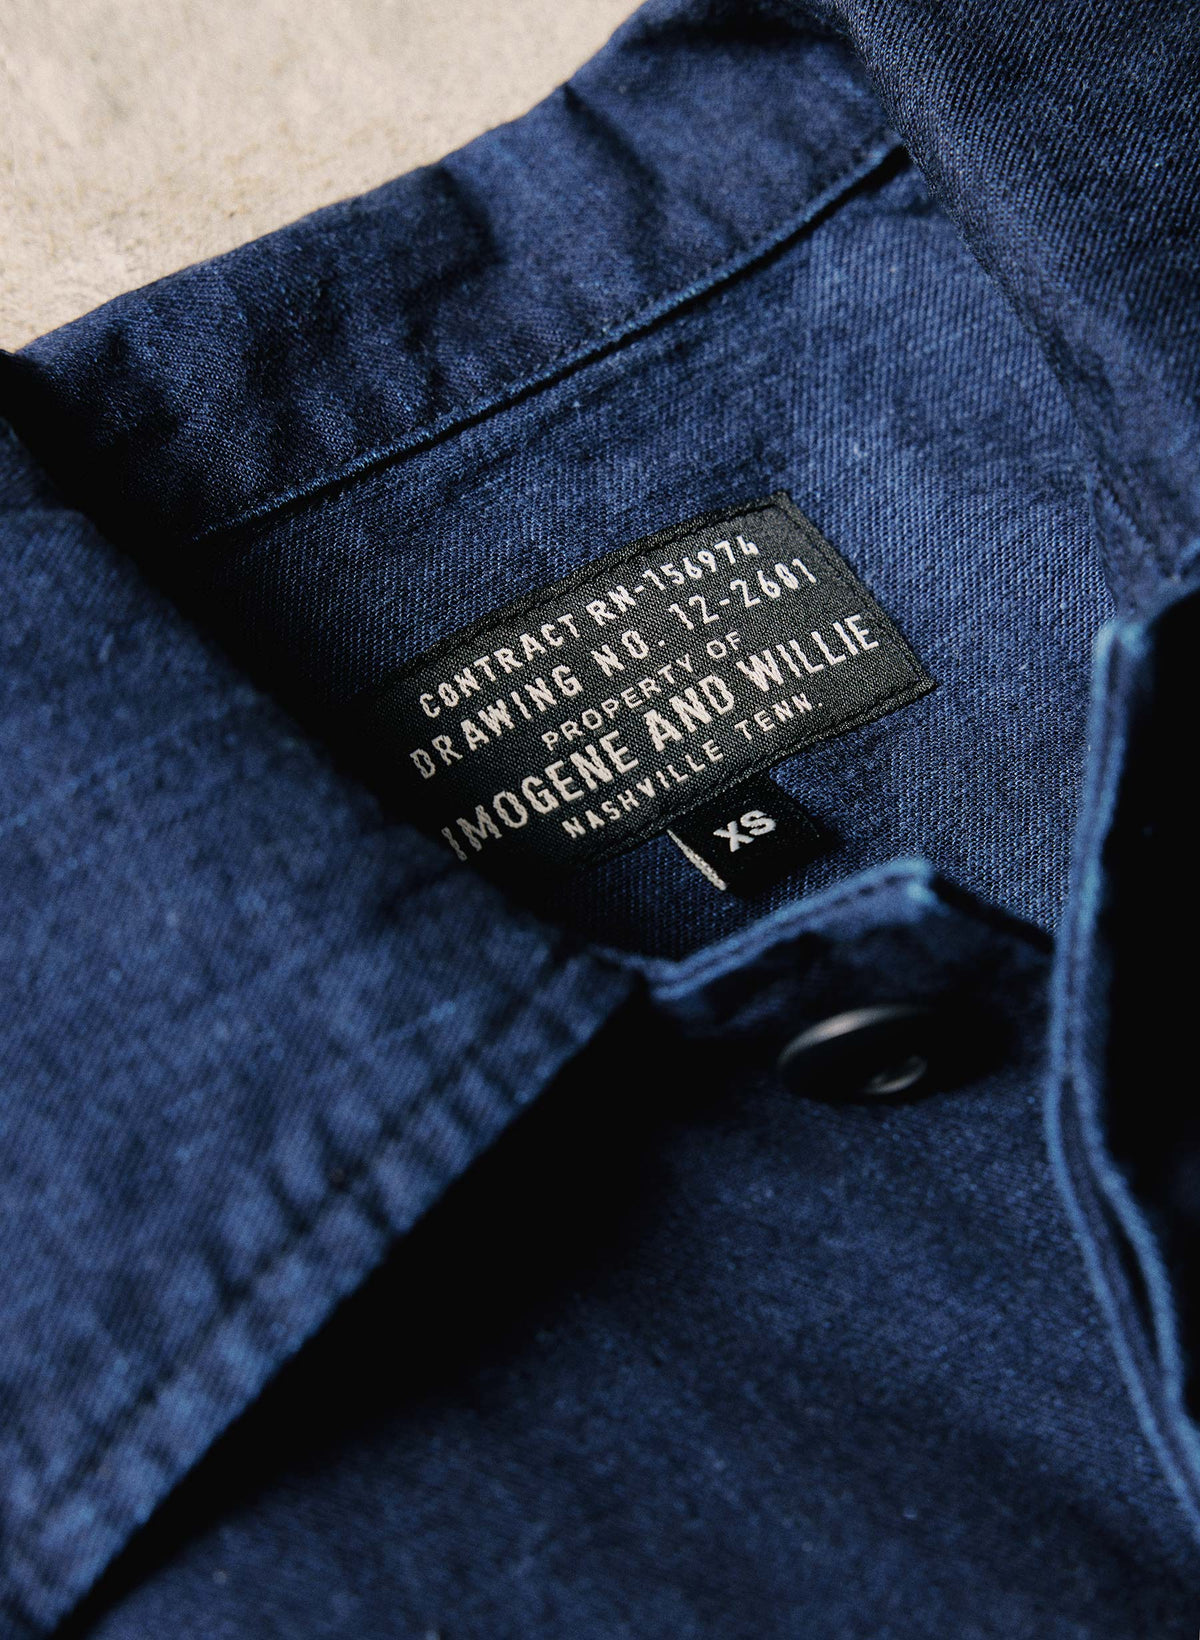 CONTRACT RN-156974
DRAWING NO. 12-2601
PROPERTY OF
IMOGENE AND WILLIE
NASHVILLE TENN.
XS